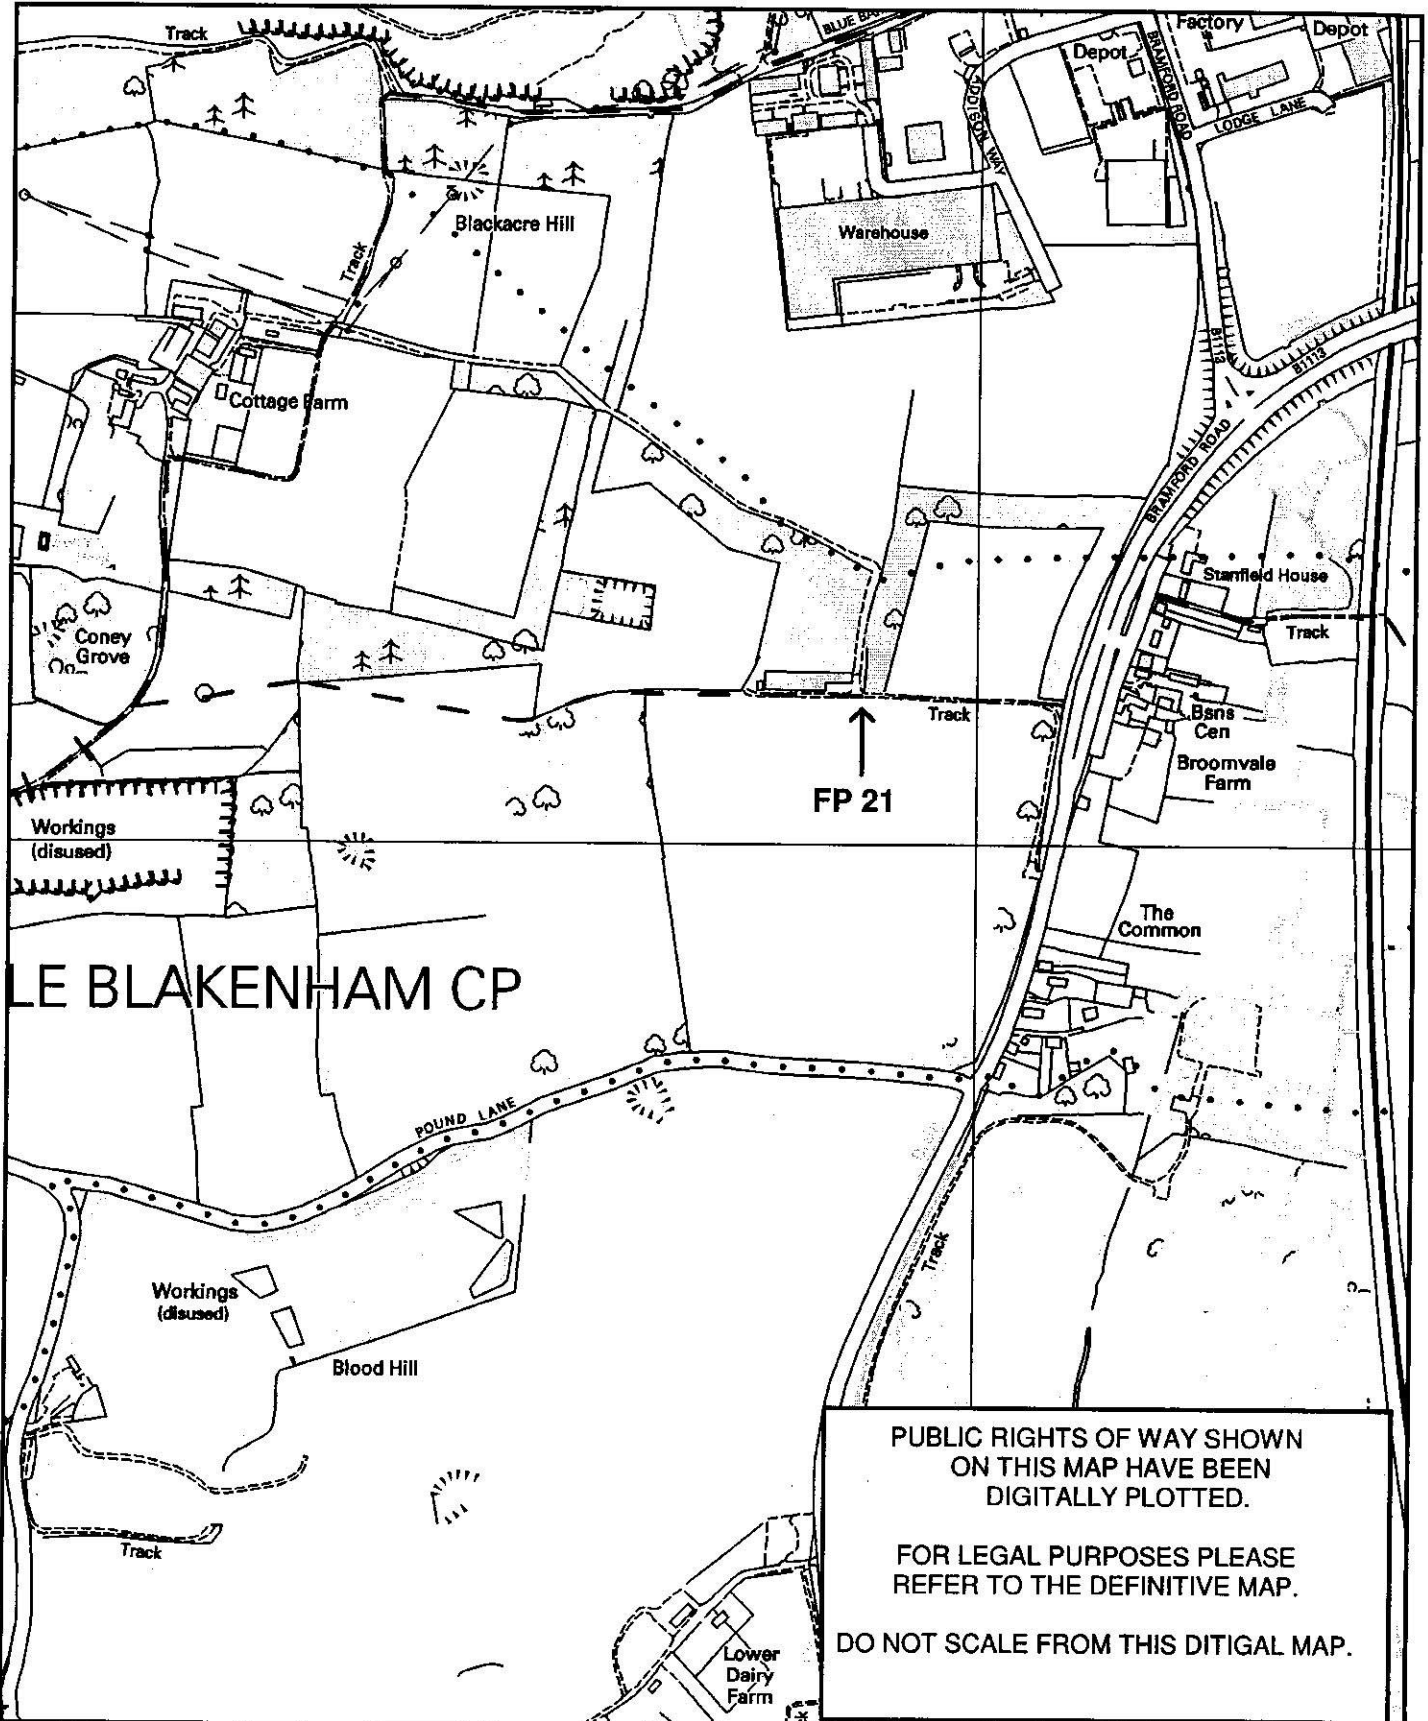 Track
BLUE BAR
Factory
Depot
Depot
BRAMFORD ROAD
ADDISON WAY
LODGE LANE
Blackacre Hill
Warehouse
Track
B1113
B1113
Cottage Farm
BRAMFORD ROAD
Stanfield House
Track
Coney
Grove
Track
Bsns
Cen
FP 21
Broomvale
Farm
Workings
(disused)
The
Common
LE BLAKENHAM CP
POUND LANE
Track
Workings
(disused)
Blood Hill
Track
Lower
Dairy
Farm
PUBLIC RIGHTS OF WAY SHOWN
ON THIS MAP HAVE BEEN
DIGITALLY PLOTTED.
FOR LEGAL PURPOSES PLEASE
REFER TO THE DEFINITIVE MAP.
DO NOT SCALE FROM THIS DITIGAL MAP.